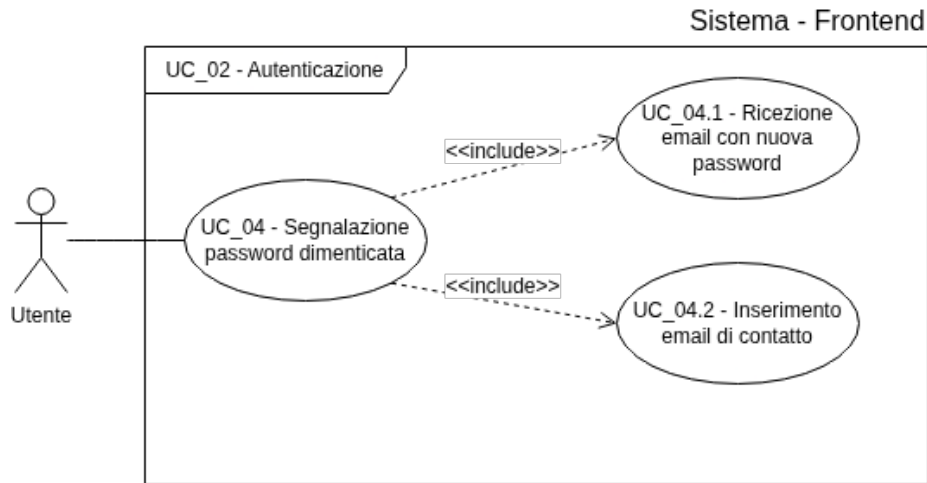 Sistema - Frontend
UC_02 - Autenticazione
UC_04.1 - Ricezione
email con nuova
password
<<include>>
UC_04 - Segnalazione
password dimenticata
<<include>>
UC_04.2 - Inserimento
email di contatto
Utente